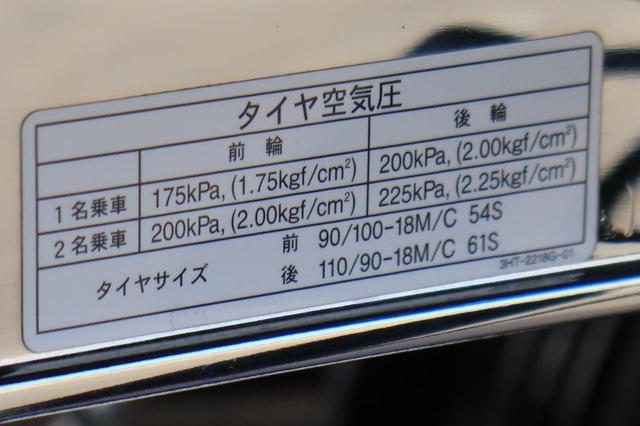 タイヤ空気圧
前輪 後輪
1名乗車 175kPa, (1.75kgf/cm²) 200kPa, (2.00kgf/cm²)
2名乗車 200kPa, (2.00kgf/cm²) 225kPa, (2.25kgf/cm²)
タイヤサイズ 前 90/100-18M/C 54S
後 110/90-18M/C 61S
3HT-2218G-01